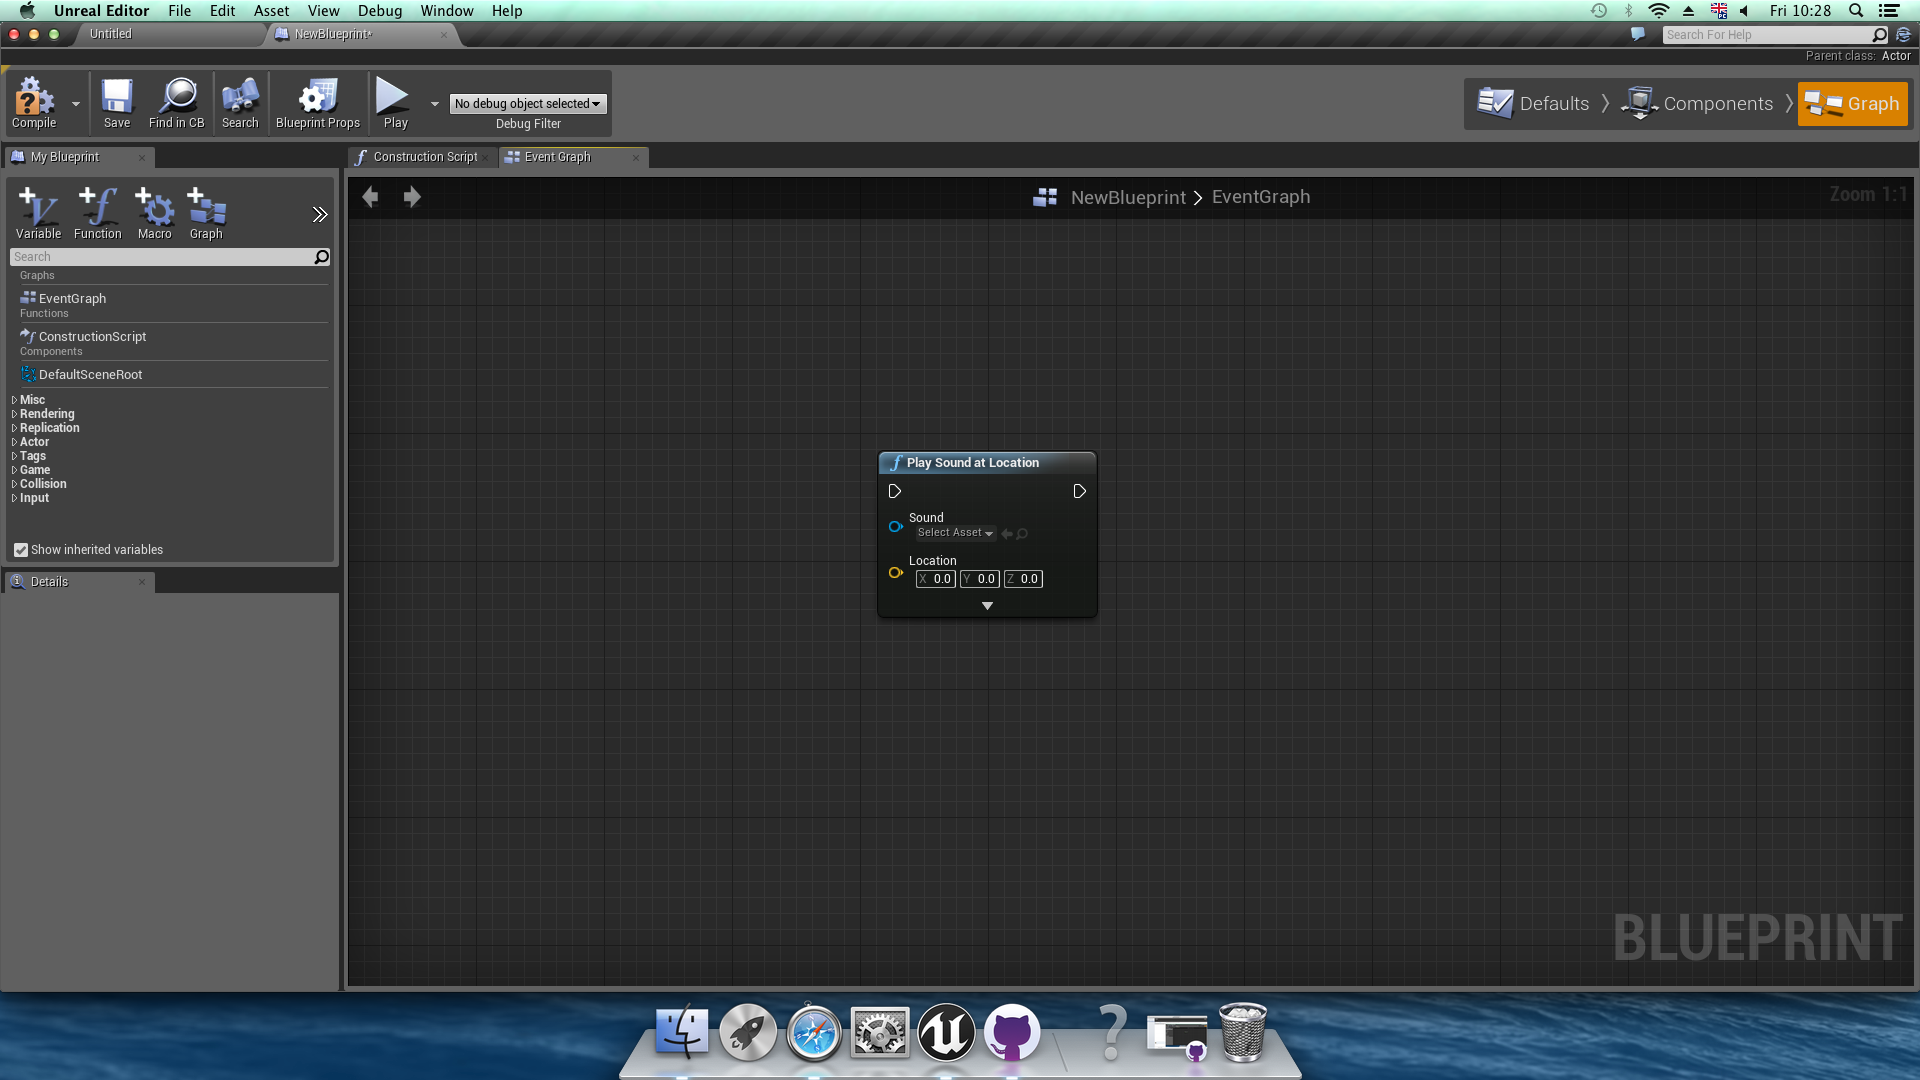 Unreal Editor File Edit Asset View Debug Window Help Fri 10:28
Untitled NewBlueprint* Search For Help
Parent class: Actor
Compile Save Find in CB Search Blueprint Props Play No debug object selected Debug Filter Defaults Components Graph
My Blueprint Construction Script Event Graph
NewBlueprint > EventGraph Zoom 1:1
Variable Function Macro Graph
Search
Graphs
EventGraph
Functions
ConstructionScript
Components
DefaultSceneRoot
Misc
Rendering
Replication
Actor
Tags
Game
Collision
Input
Show inherited variables
Details
Play Sound at Location
Sound
Select Asset
Location
X 0.0 Y 0.0 Z 0.0
BLUEPRINT